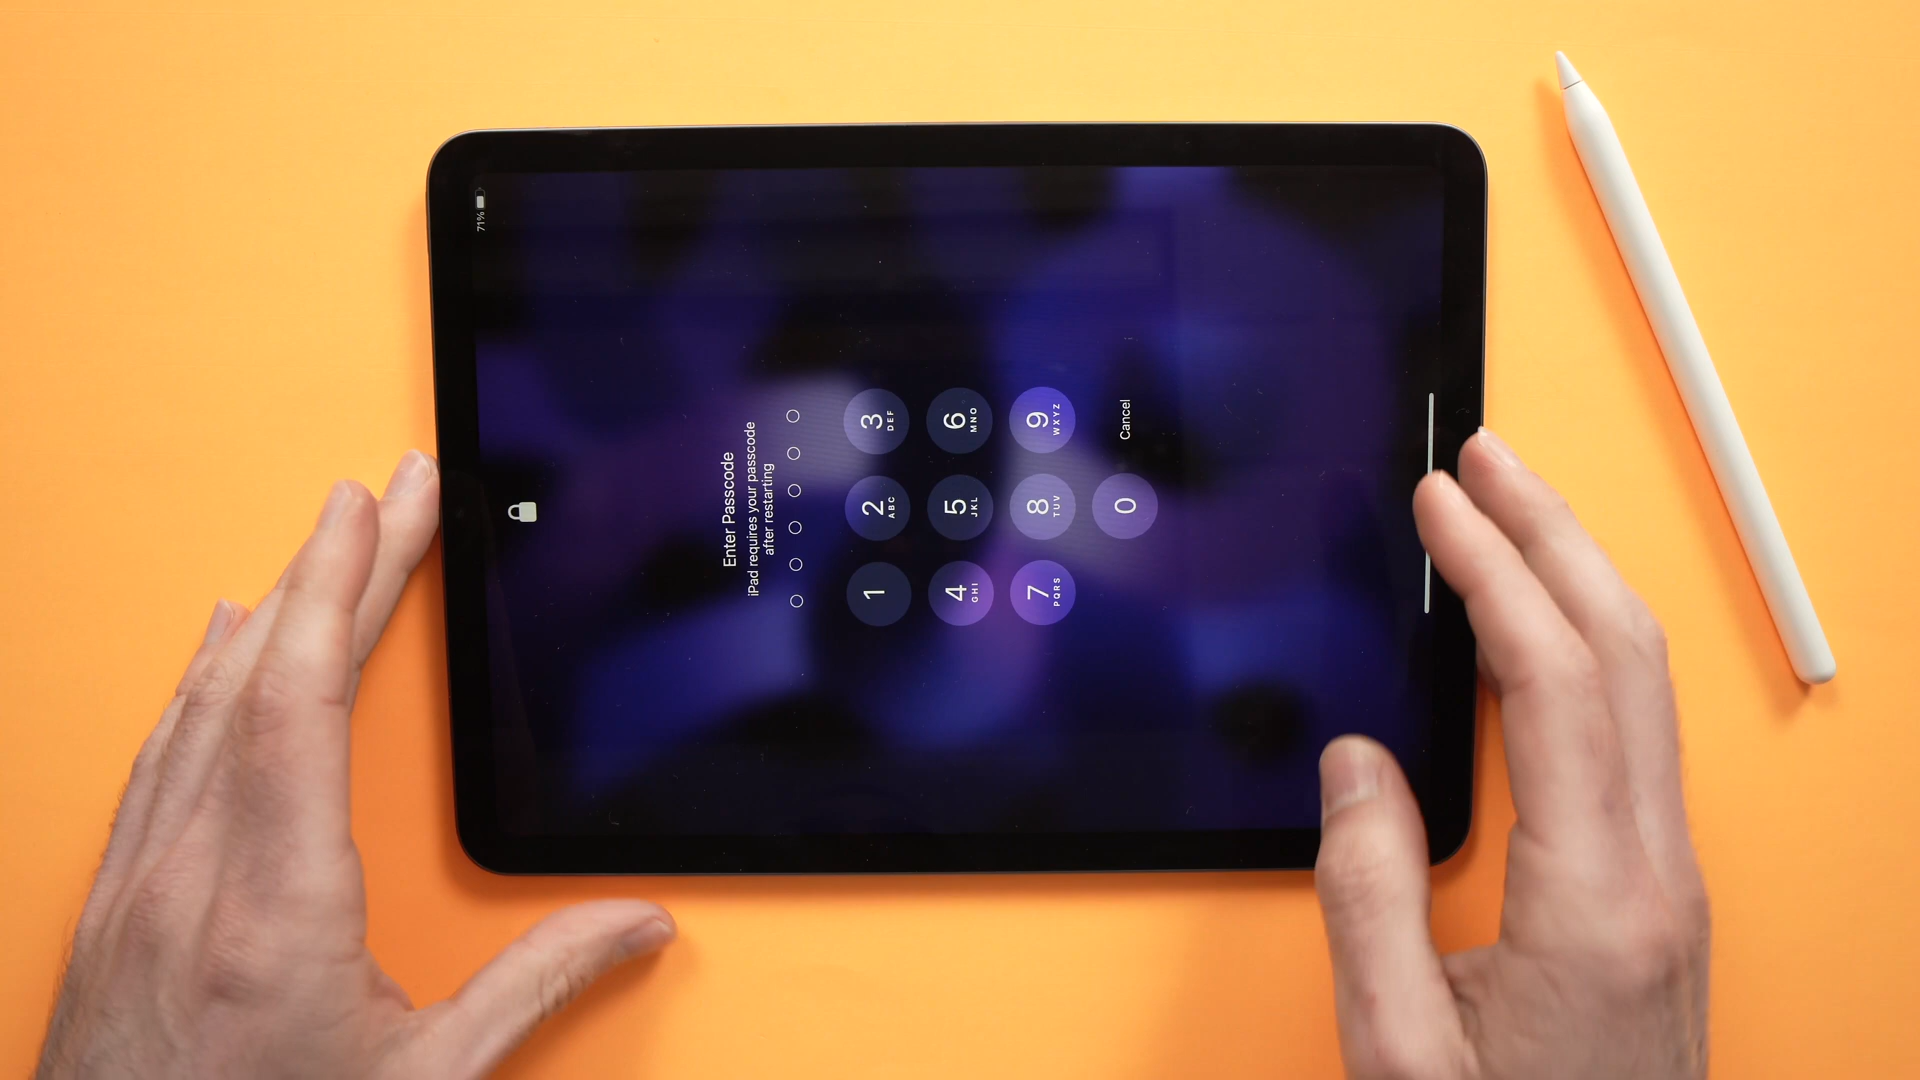 71%
Enter Passcode
iPad requires your passcode
after restarting
1
2
ABC
3
DEF
4
GHI
5
JKL
6
MNO
7
PQRS
8
TUV
9
WXYZ
0
Cancel